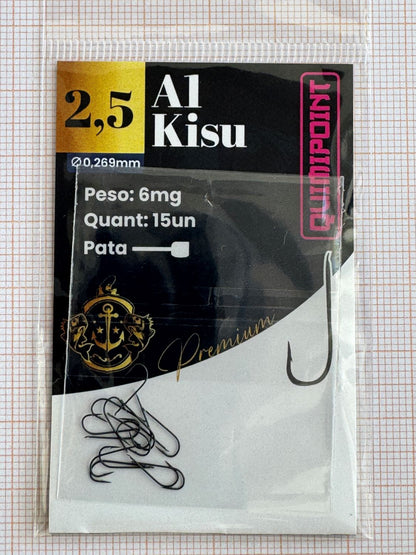 2,5
A1
Kisu
Ø 0,269mm
QUIMIPOINT
Peso: 6mg
Quant: 15un
Pata
Premium